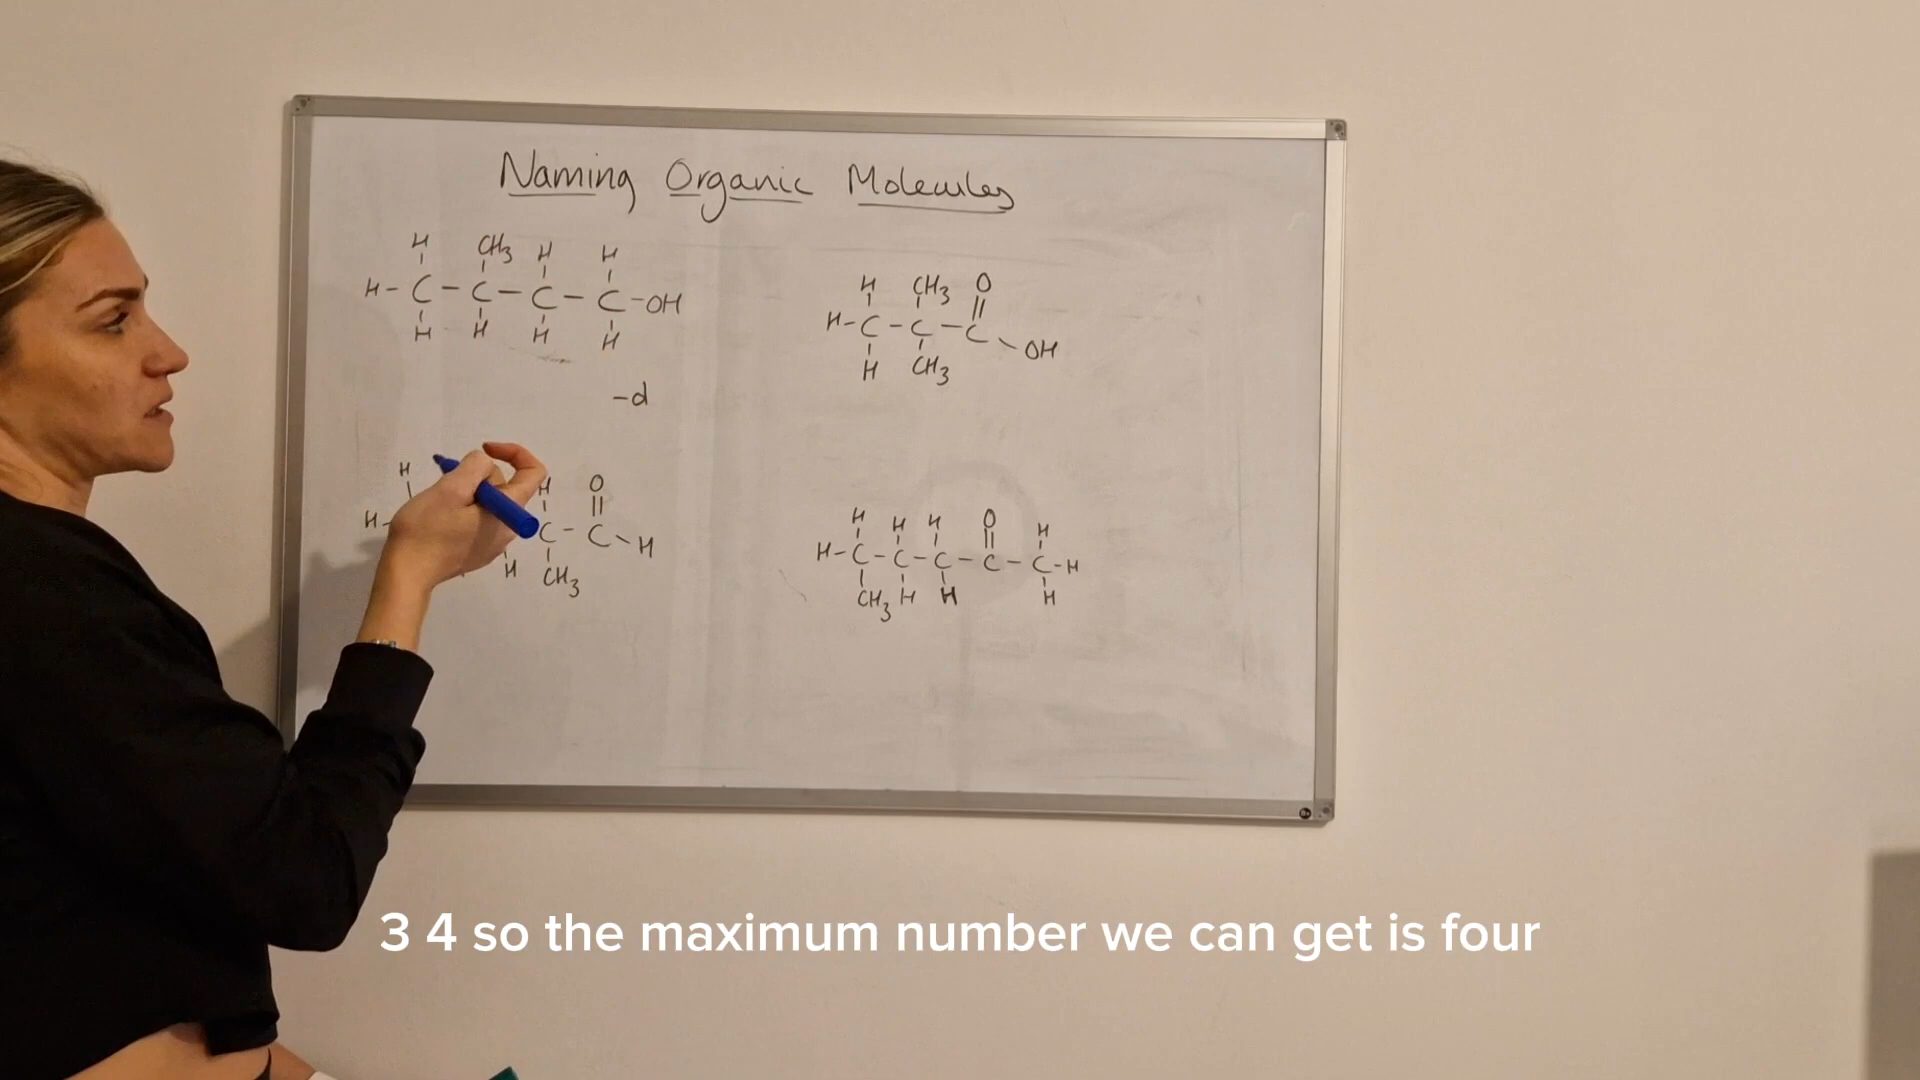 Naming Organic Molecules
H CH3 H H
H-C-C-C-C-OH
H H H H
-ol
H CH3 O
H-C-C-C
OH
H CH3
H H O
H- C-C
H
H CH3
H H H O H
H-C-C-C-C-C-H
CH3 H H H
3 4 so the maximum number we can get is four